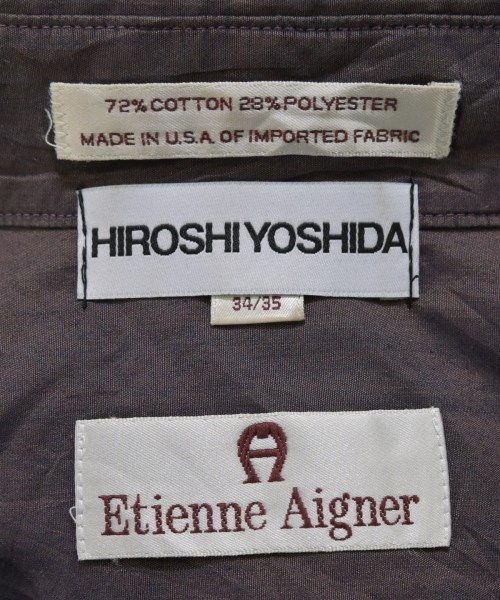 72% COTTON 28% POLYESTER
MADE IN U.S.A. OF IMPORTED FABRIC
HIROSHI YOSHIDA
34/35
A
Etienne Aigner